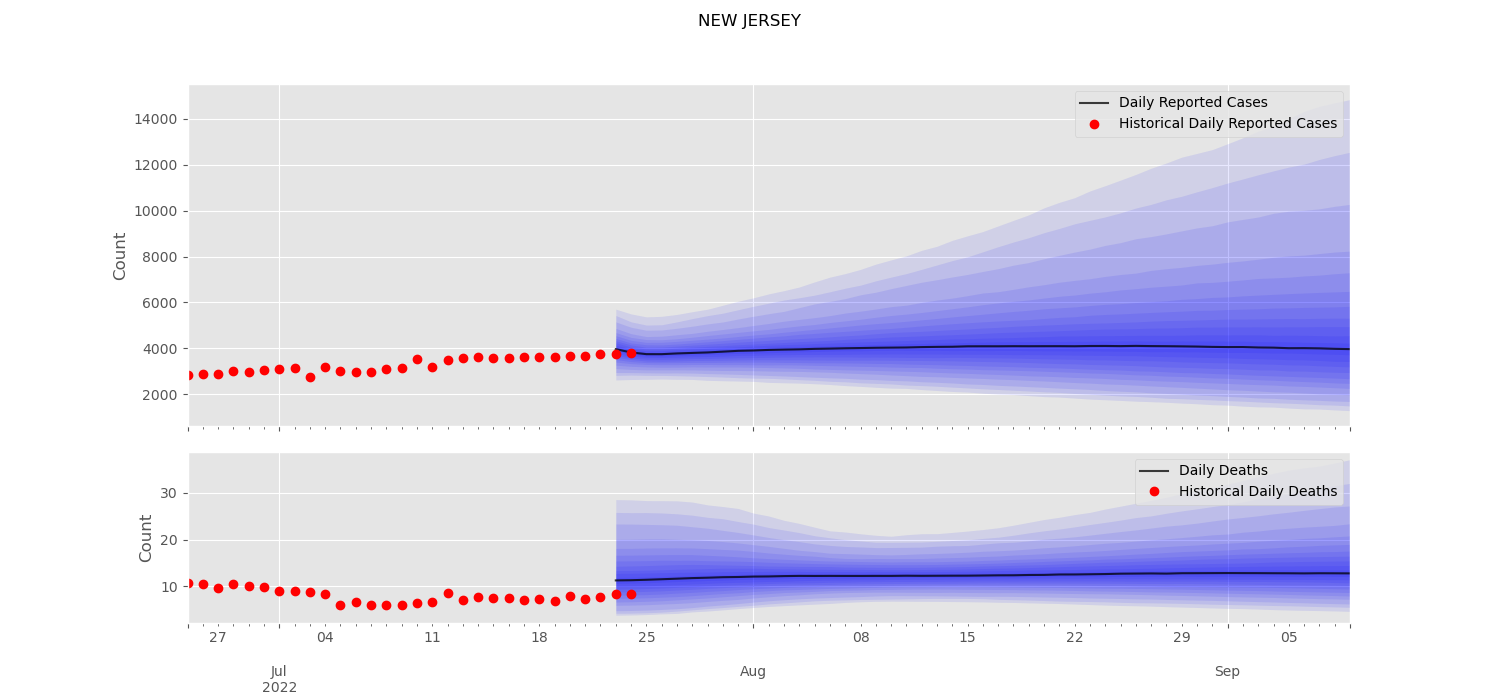 NEW JERSEY
Daily Reported Cases
Historical Daily Reported Cases
14000
12000
10000
8000
6000
4000
2000
Count
Daily Deaths
Historical Daily Deaths
30
20
10
Count
27 04 11 18 25 08 15 22 29 05
Jul Aug Sep
2022